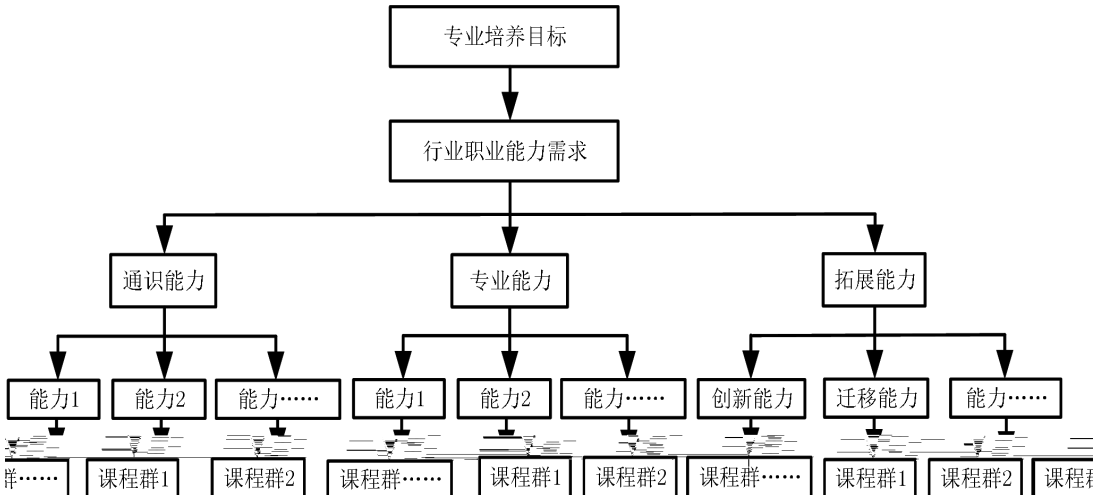 专业培养目标
行业职业能力需求
通识能力 专业能力 拓展能力
能力1 能力2 能力…… 能力1 能力2 能力…… 创新能力 迁移能力 能力……
群…… 课程群1 课程群2 课程群…… 课程群1 课程群2 课程群…… 课程群1 课程群2 课程群